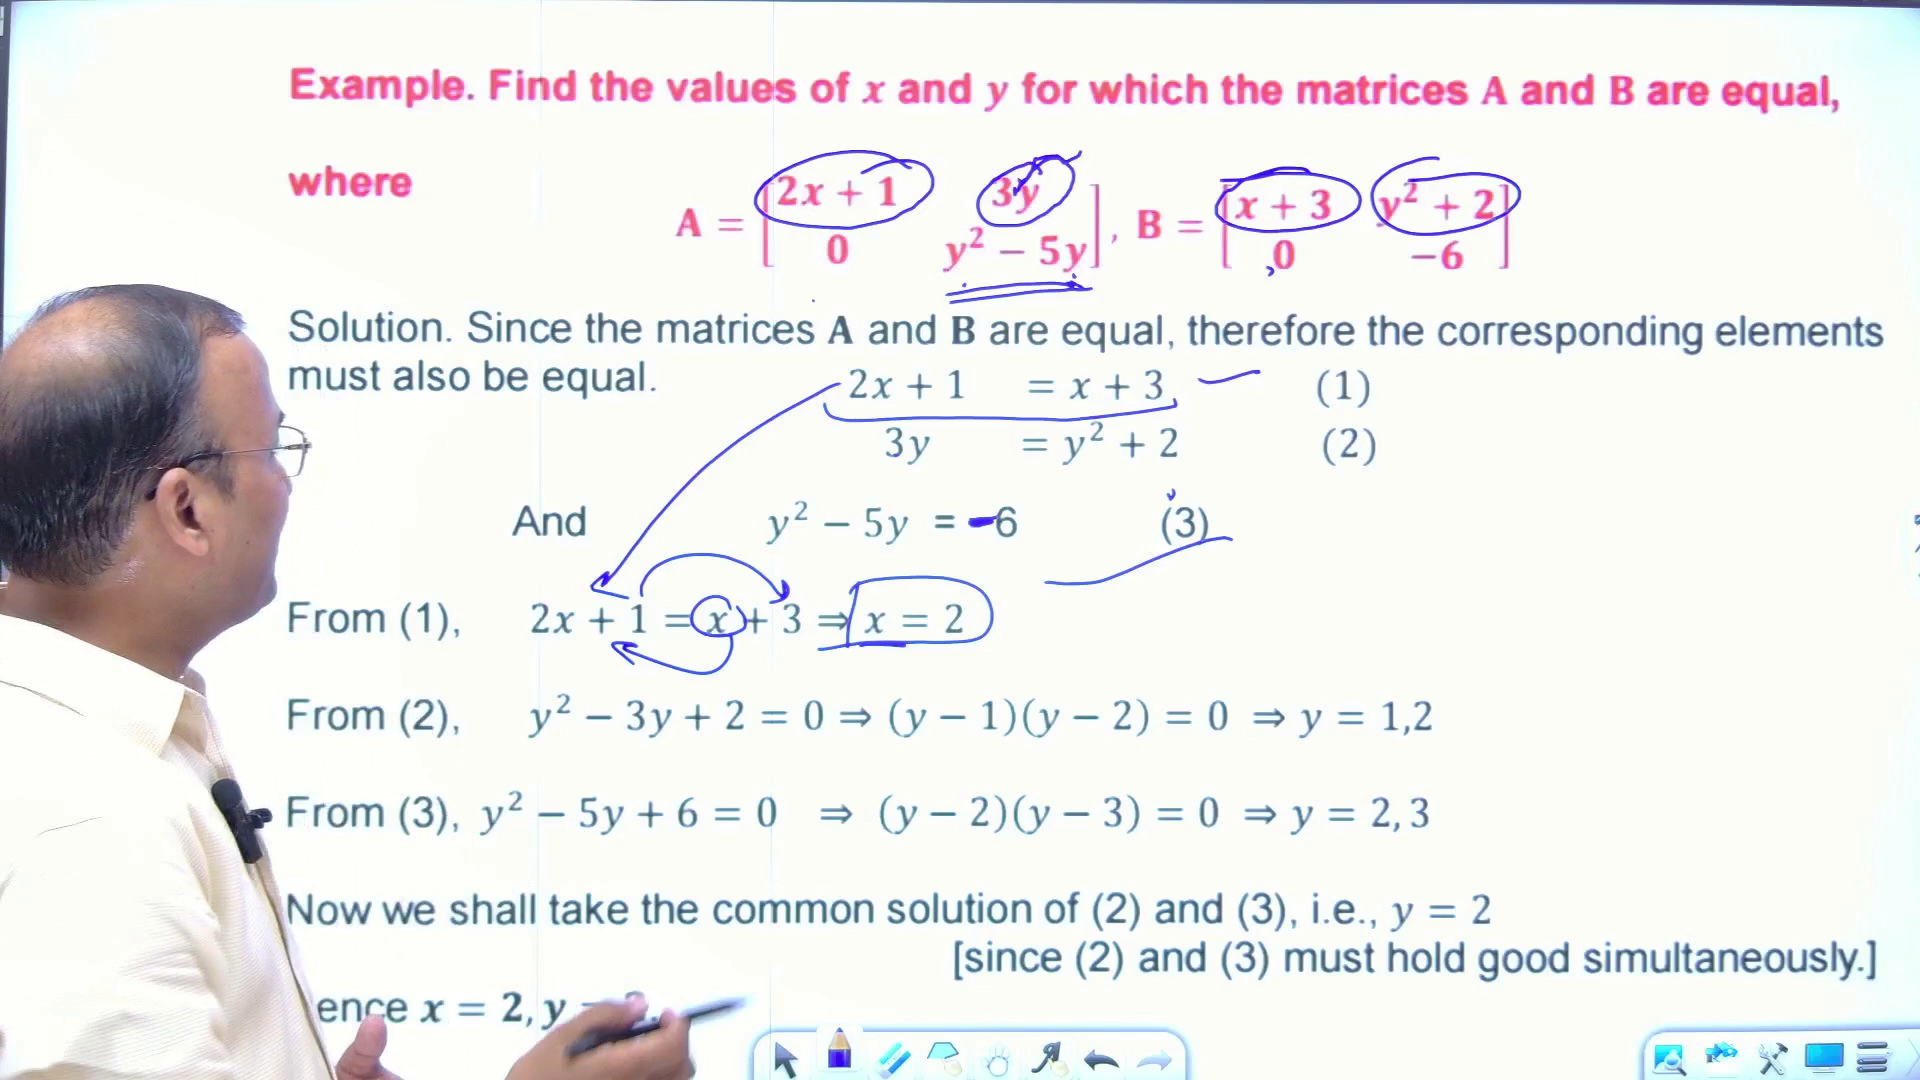 Example. Find the values of x and y for which the matrices A and B are equal,
where
A = [2x + 1 3y
0 y² − 5y], B = [x + 3 y² + 2
0 −6]
Solution. Since the matrices A and B are equal, therefore the corresponding elements
must also be equal.
2x + 1 = x + 3 (1)
3y = y² + 2 (2)
And y² − 5y = −6 (3)
From (1), 2x + 1 = x + 3 ⇒ x = 2
From (2), y² − 3y + 2 = 0 ⇒ (y − 1)(y − 2) = 0 ⇒ y = 1,2
From (3), y² − 5y + 6 = 0 ⇒ (y − 2)(y − 3) = 0 ⇒ y = 2, 3
Now we shall take the common solution of (2) and (3), i.e., y = 2
[since (2) and (3) must hold good simultaneously.]
ence x = 2, y